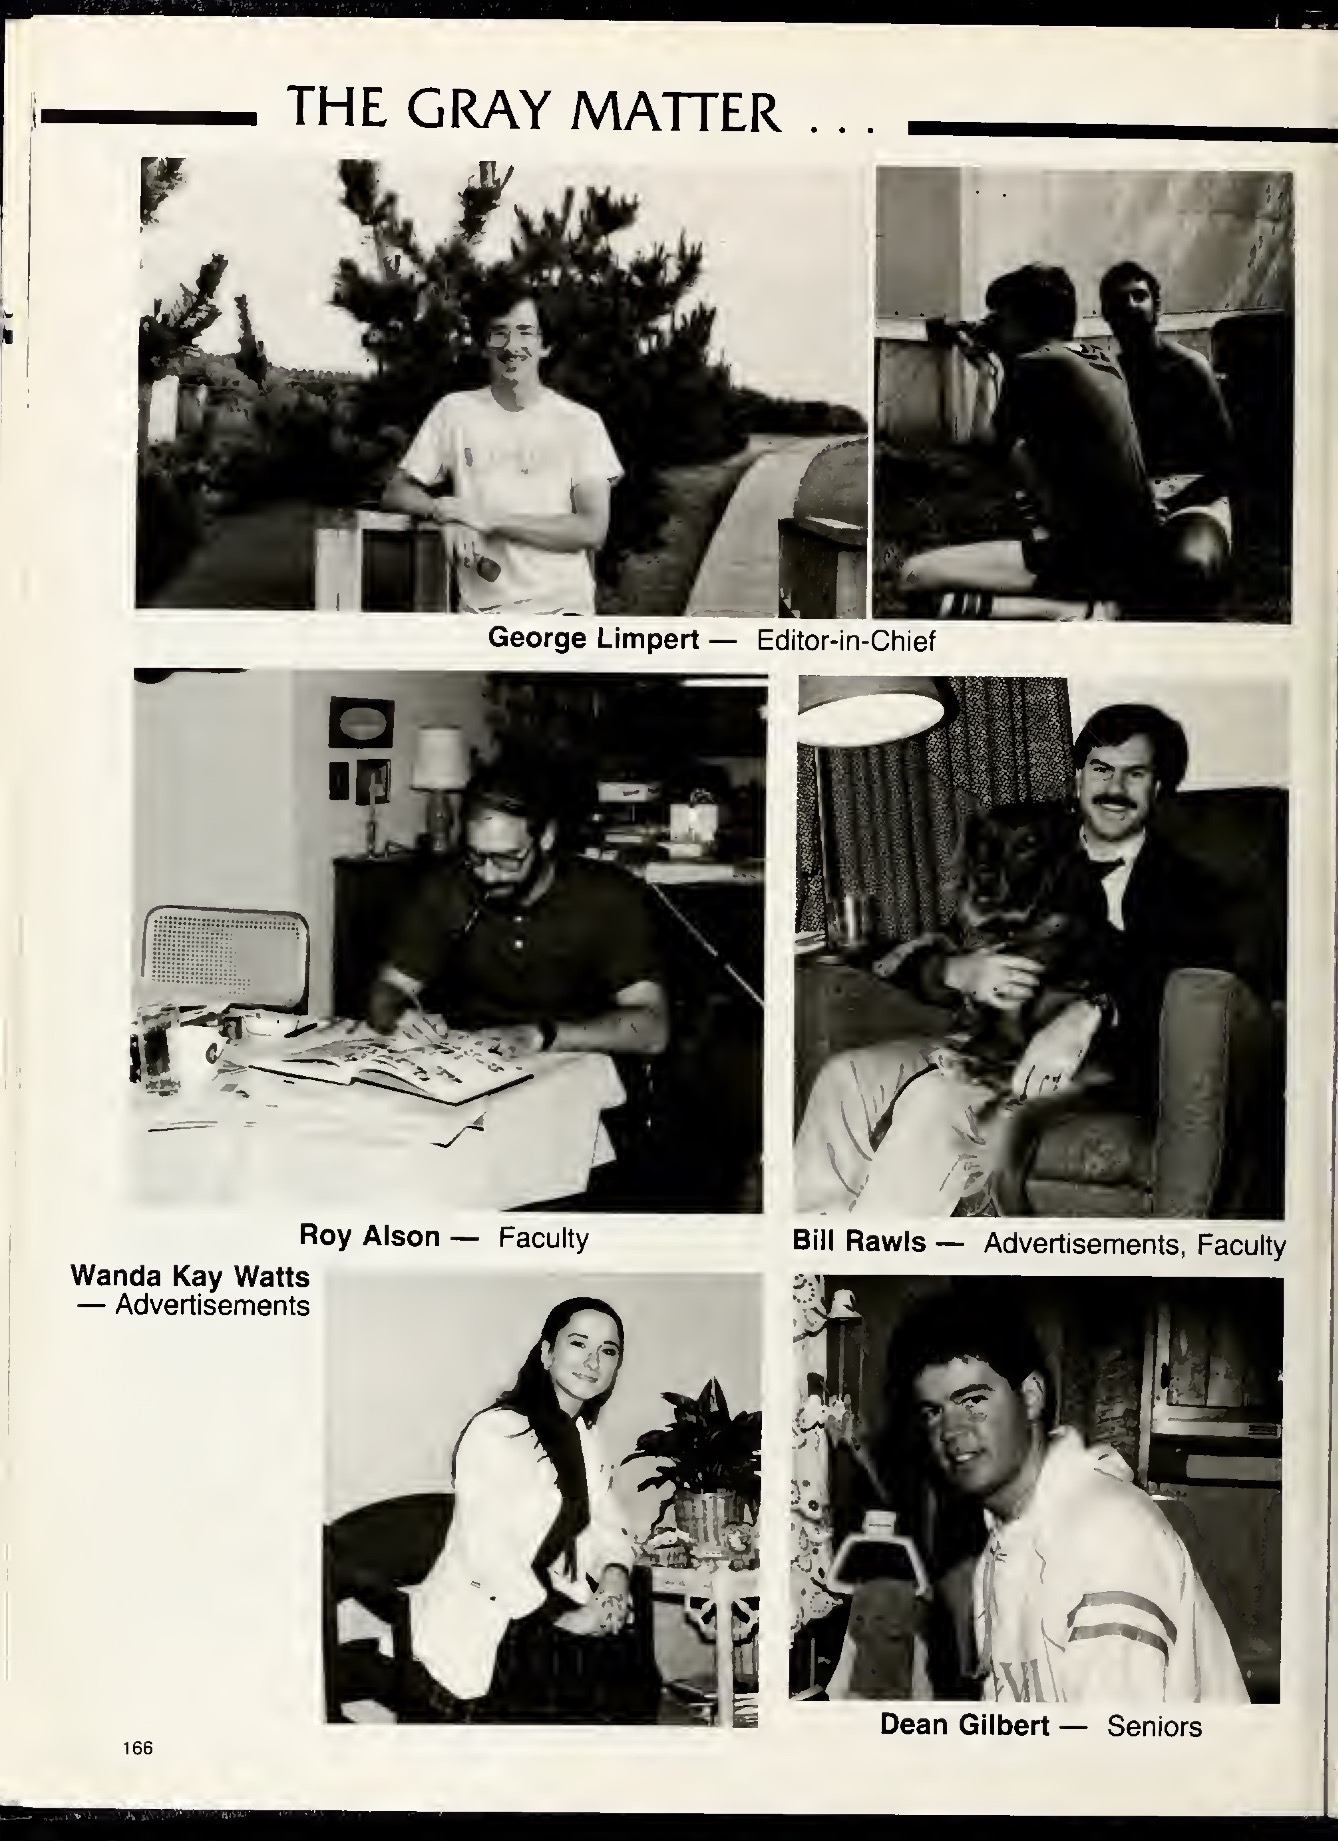 THE GRAY MATTER ...
George Limpert — Editor-in-Chief
Roy Alson — Faculty
Bill Rawls — Advertisements, Faculty
Wanda Kay Watts
— Advertisements
Dean Gilbert — Seniors
166